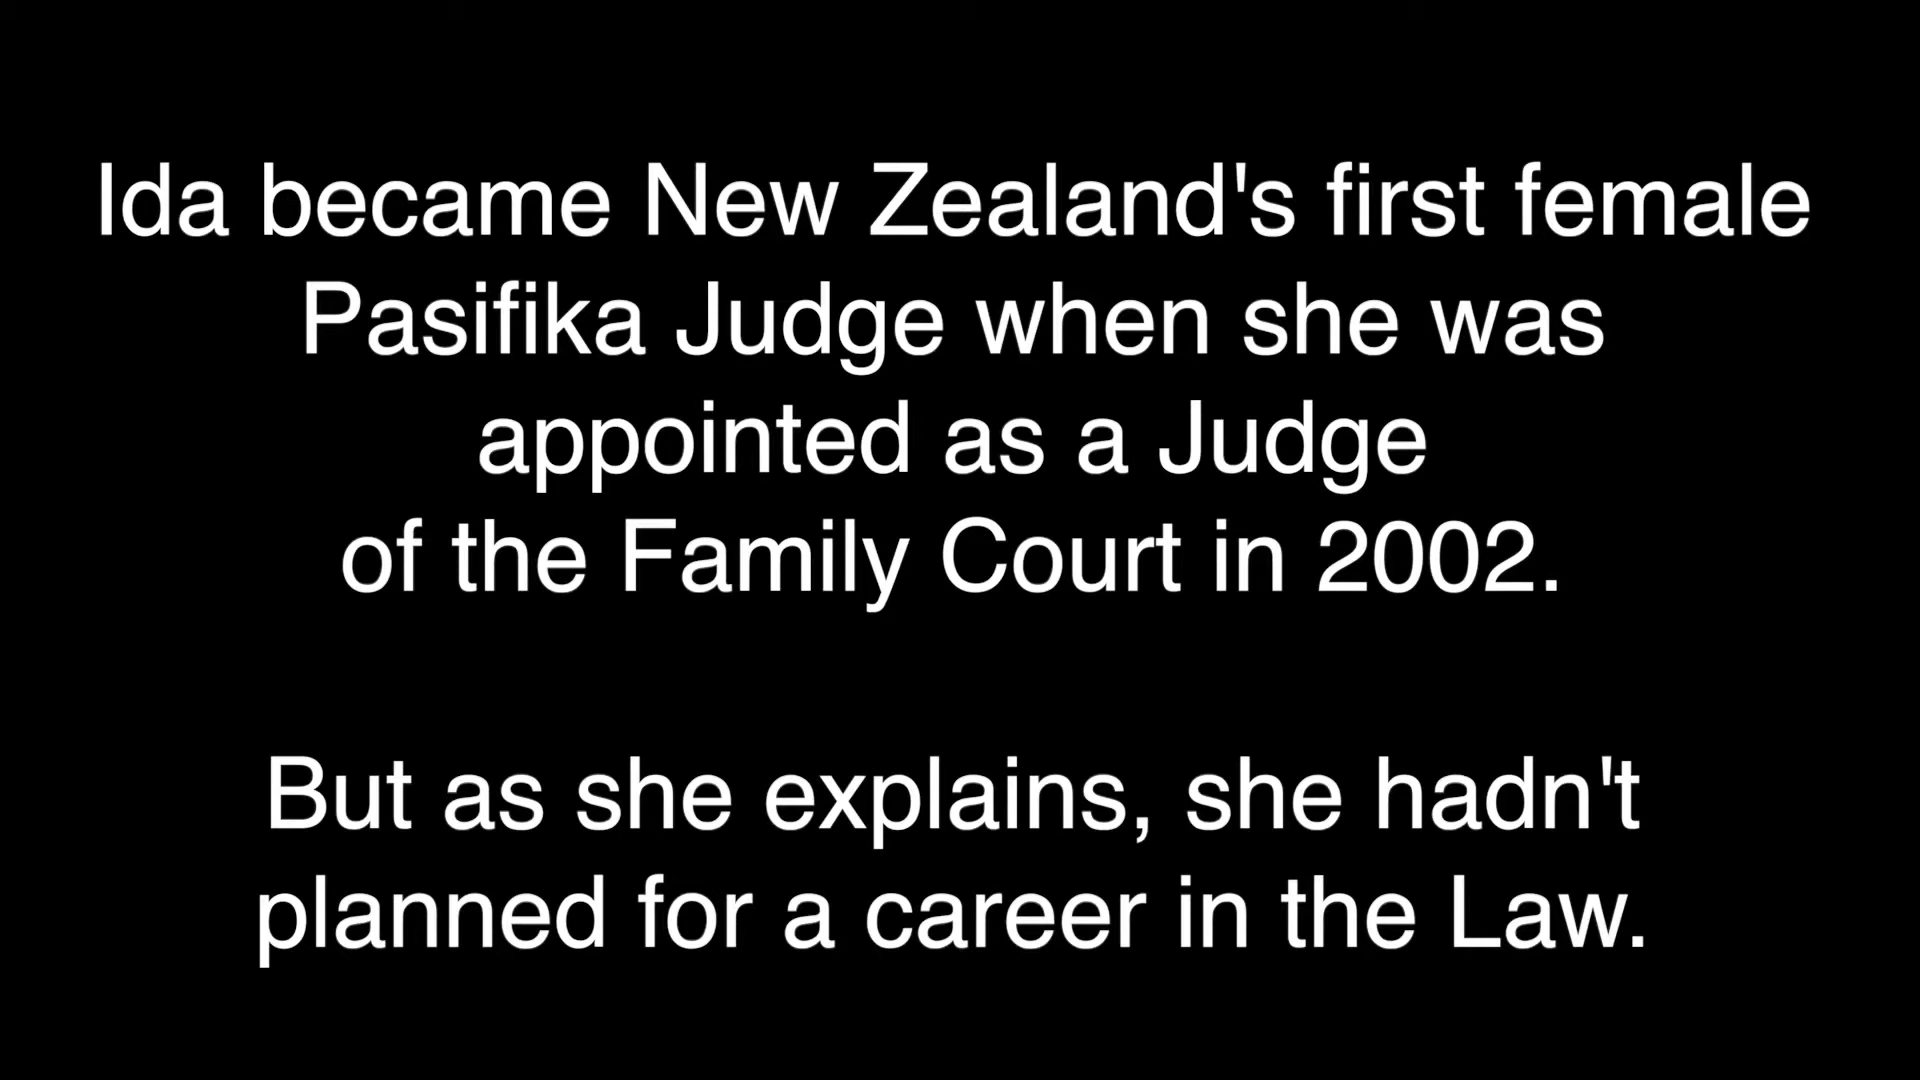 Ida became New Zealand's first female
Pasifika Judge when she was
appointed as a Judge
of the Family Court in 2002.
But as she explains, she hadn't
planned for a career in the Law.